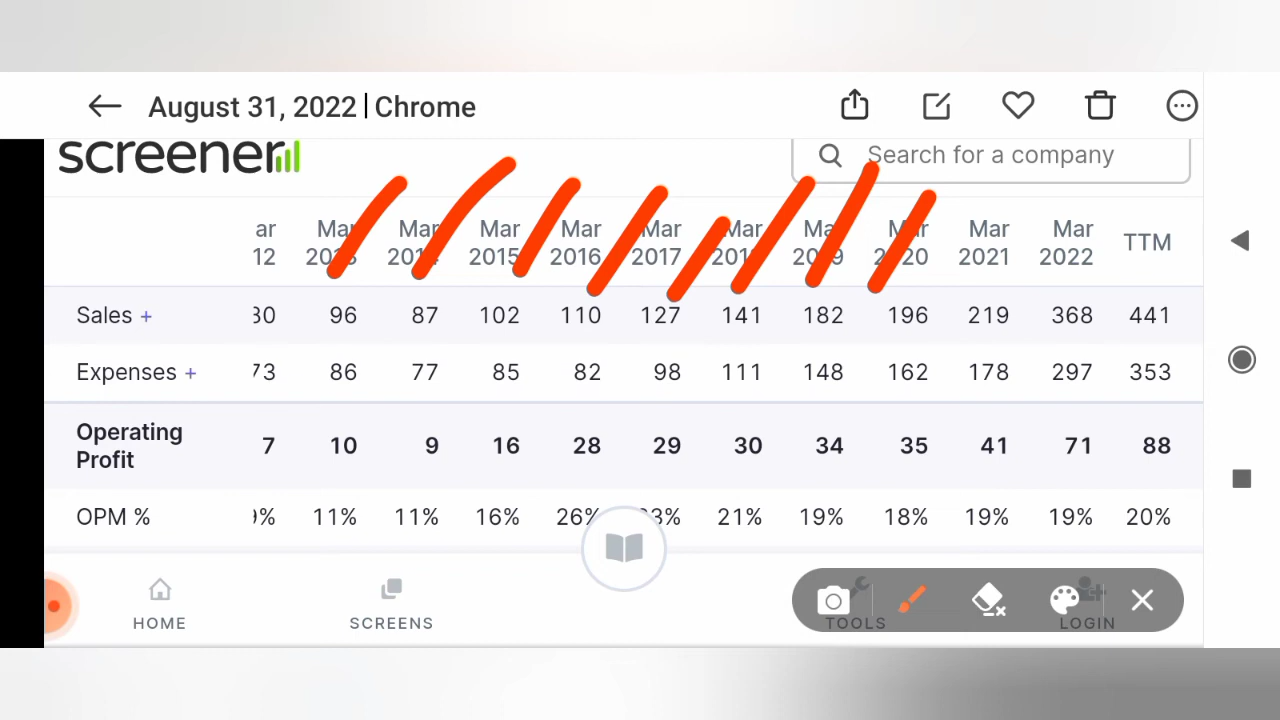 August 31, 2022 | Chrome
screener
Search for a company
ar Mar Mar Mar Mar Mar Mar Mar Mar Mar Mar TTM
12 2013 2014 2015 2016 2017 2018 2019 2020 2021 2022
Sales + 30 96 87 102 110 127 141 182 196 219 368 441
Expenses + 73 86 77 85 82 98 111 148 162 178 297 353
Operating
Profit 7 10 9 16 28 29 30 34 35 41 71 88
OPM % % 11% 11% 16% 26% 23% 21% 19% 18% 19% 19% 20%
HOME SCREENS TOOLS LOGIN